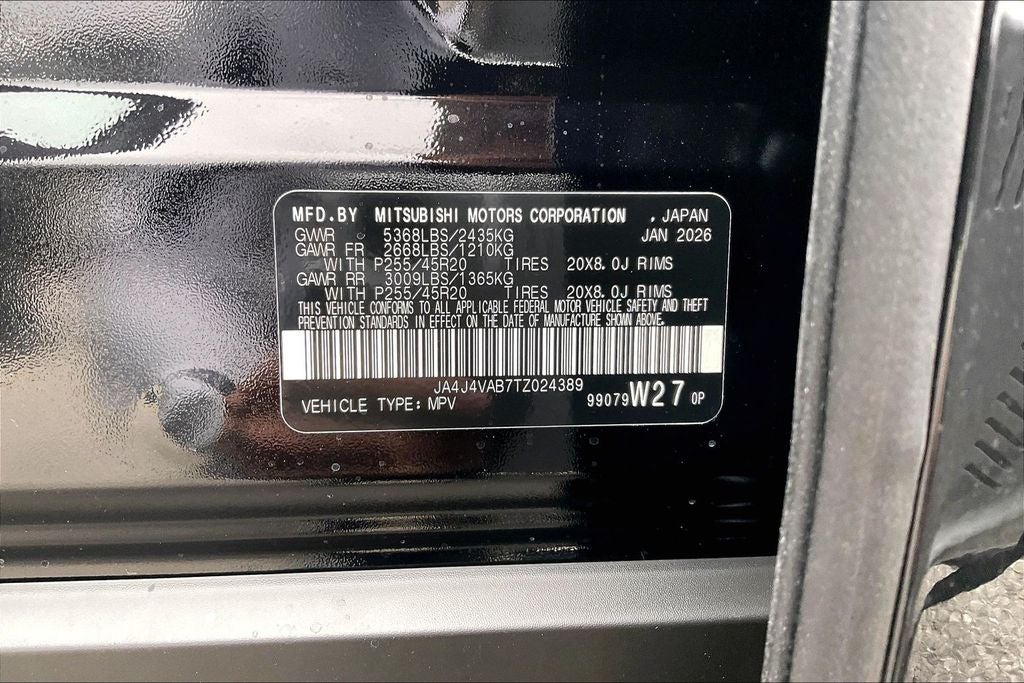 MFD.BY MITSUBISHI MOTORS CORPORATION , JAPAN
GVWR 5368LBS/2435KG JAN 2026
GAWR FR 2668LBS/1210KG
WITH P255/45R20 TIRES 20X8.0J RIMS
GAWR RR 3009LBS/1365KG
WITH P255/45R20 TIRES 20X8.0J RIMS
THIS VEHICLE CONFORMS TO ALL APPLICABLE FEDERAL MOTOR VEHICLE SAFETY AND THEFT
PREVENTION STANDARDS IN EFFECT ON THE DATE OF MANUFACTURE SHOWN ABOVE.
JA4J4VAB7TZ024389
VEHICLE TYPE: MPV 99079W27 0P